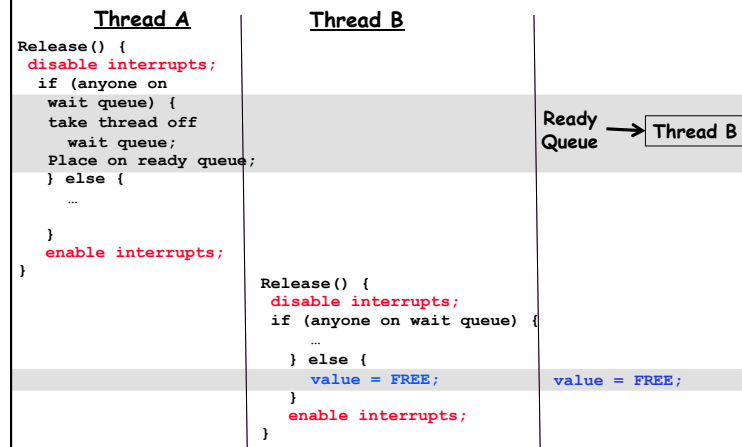 Thread A
Thread B
Release() {
disable interrupts;
if (anyone on
wait queue) {
take thread off
wait queue;
Place on ready queue;
} else {
…
}
enable interrupts;
}
Ready
Queue
Thread B
Release() {
disable interrupts;
if (anyone on wait queue) {
…
} else {
value = FREE;
}
enable interrupts;
}
value = FREE;